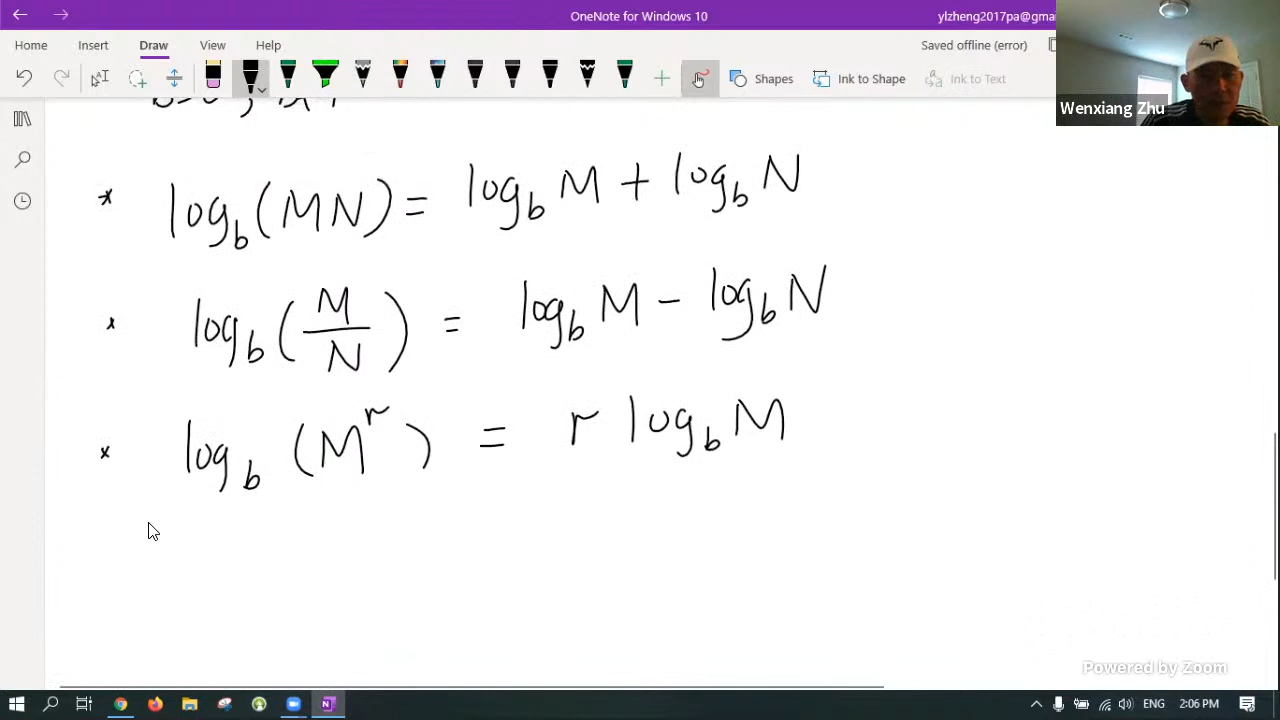 OneNote for Windows 10
ylzheng2017pa@gma
Home Insert Draw View Help
Saved offline (error)
Shapes Ink to Shape Ink to Text
Wenxiang Zhu
* log_b(MN) = log_b M + log_b N
* log_b(M/N) = log_b M - log_b N
* log_b(M^r) = r log_b M
Powered by Zoom
ENG 2:06 PM